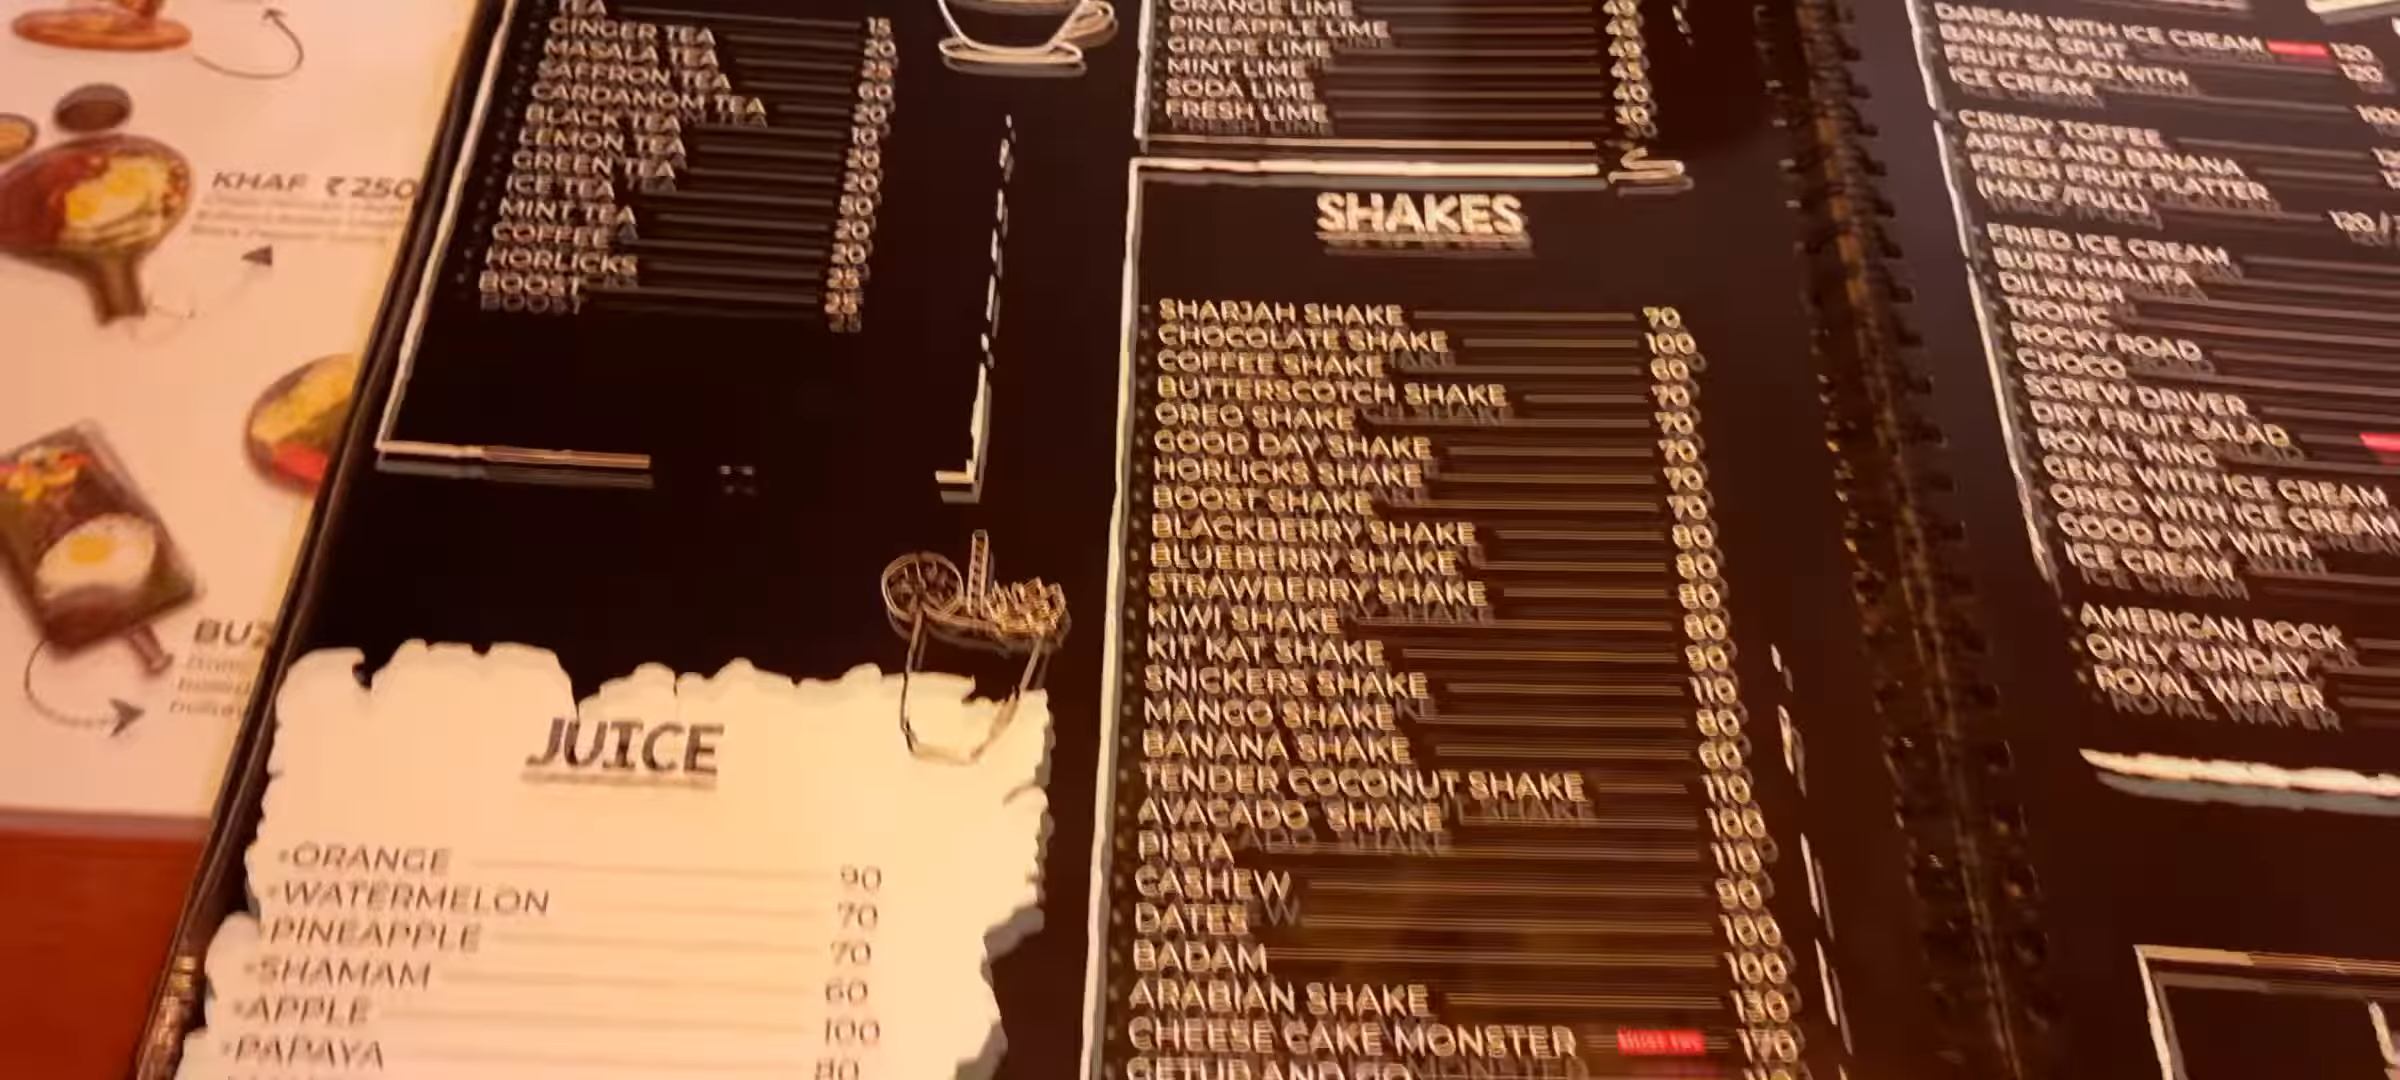 KHAF ₹250
BUZ
TEA 15
GINGER TEA 20
MASALA TEA
SAFFRON TEA 60
CARDAMOM TEA 20
BLACK TEA 10
LEMON TEA 20
GREEN TEA 20
ICE TEA
MINT TEA 20
COFFEE 20
HORLICKS 25
BOOST 25
JUICE
ORANGE 90
WATERMELON 70
PINEAPPLE 70
SHAMAM 60
APPLE 100
PAPAYA 80
ORANGE LIME
PINEAPPLE LIME
GRAPE LIME
MINT LIME
SODA LIME 40
FRESH LIME
SHAKES
SHARJAH SHAKE 70
CHOCOLATE SHAKE 100
COFFEE SHAKE 60
BUTTERSCOTCH SHAKE 70
OREO SHAKE 70
GOOD DAY SHAKE 70
HORLICKS SHAKE 70
BOOST SHAKE 70
BLACKBERRY SHAKE 80
BLUEBERRY SHAKE 80
STRAWBERRY SHAKE 80
KIWI SHAKE 80
KIT KAT SHAKE 90
SNICKERS SHAKE 110
MANGO SHAKE 80
BANANA SHAKE 60
TENDER COCONUT SHAKE 110
AVACADO SHAKE 100
PISTA 110
CASHEW 90
DATES 100
BADAM 100
ARABIAN SHAKE 130
CHEESE CAKE MONSTER 170
DARSAN WITH ICE CREAM 120
BANANA SPLIT 120
FRUIT SALAD WITH
ICE CREAM 100
CRISPY TOFFEE
APPLE AND BANANA
FRESH FRUIT PLATTER
(HALF/FULL) 120/
FRIED ICE CREAM
BURJ KHALIFA
DILKUSH
TROPIC
ROCKY ROAD
CHOCO
SCREW DRIVER
DRY FRUIT SALAD
ROYAL KING
GEMS WITH ICE CREAM
OREO WITH ICE CREAM
GOOD DAY WITH
ICE CREAM
AMERICAN ROCK
ONLY SUNDAY
ROYAL WAFER